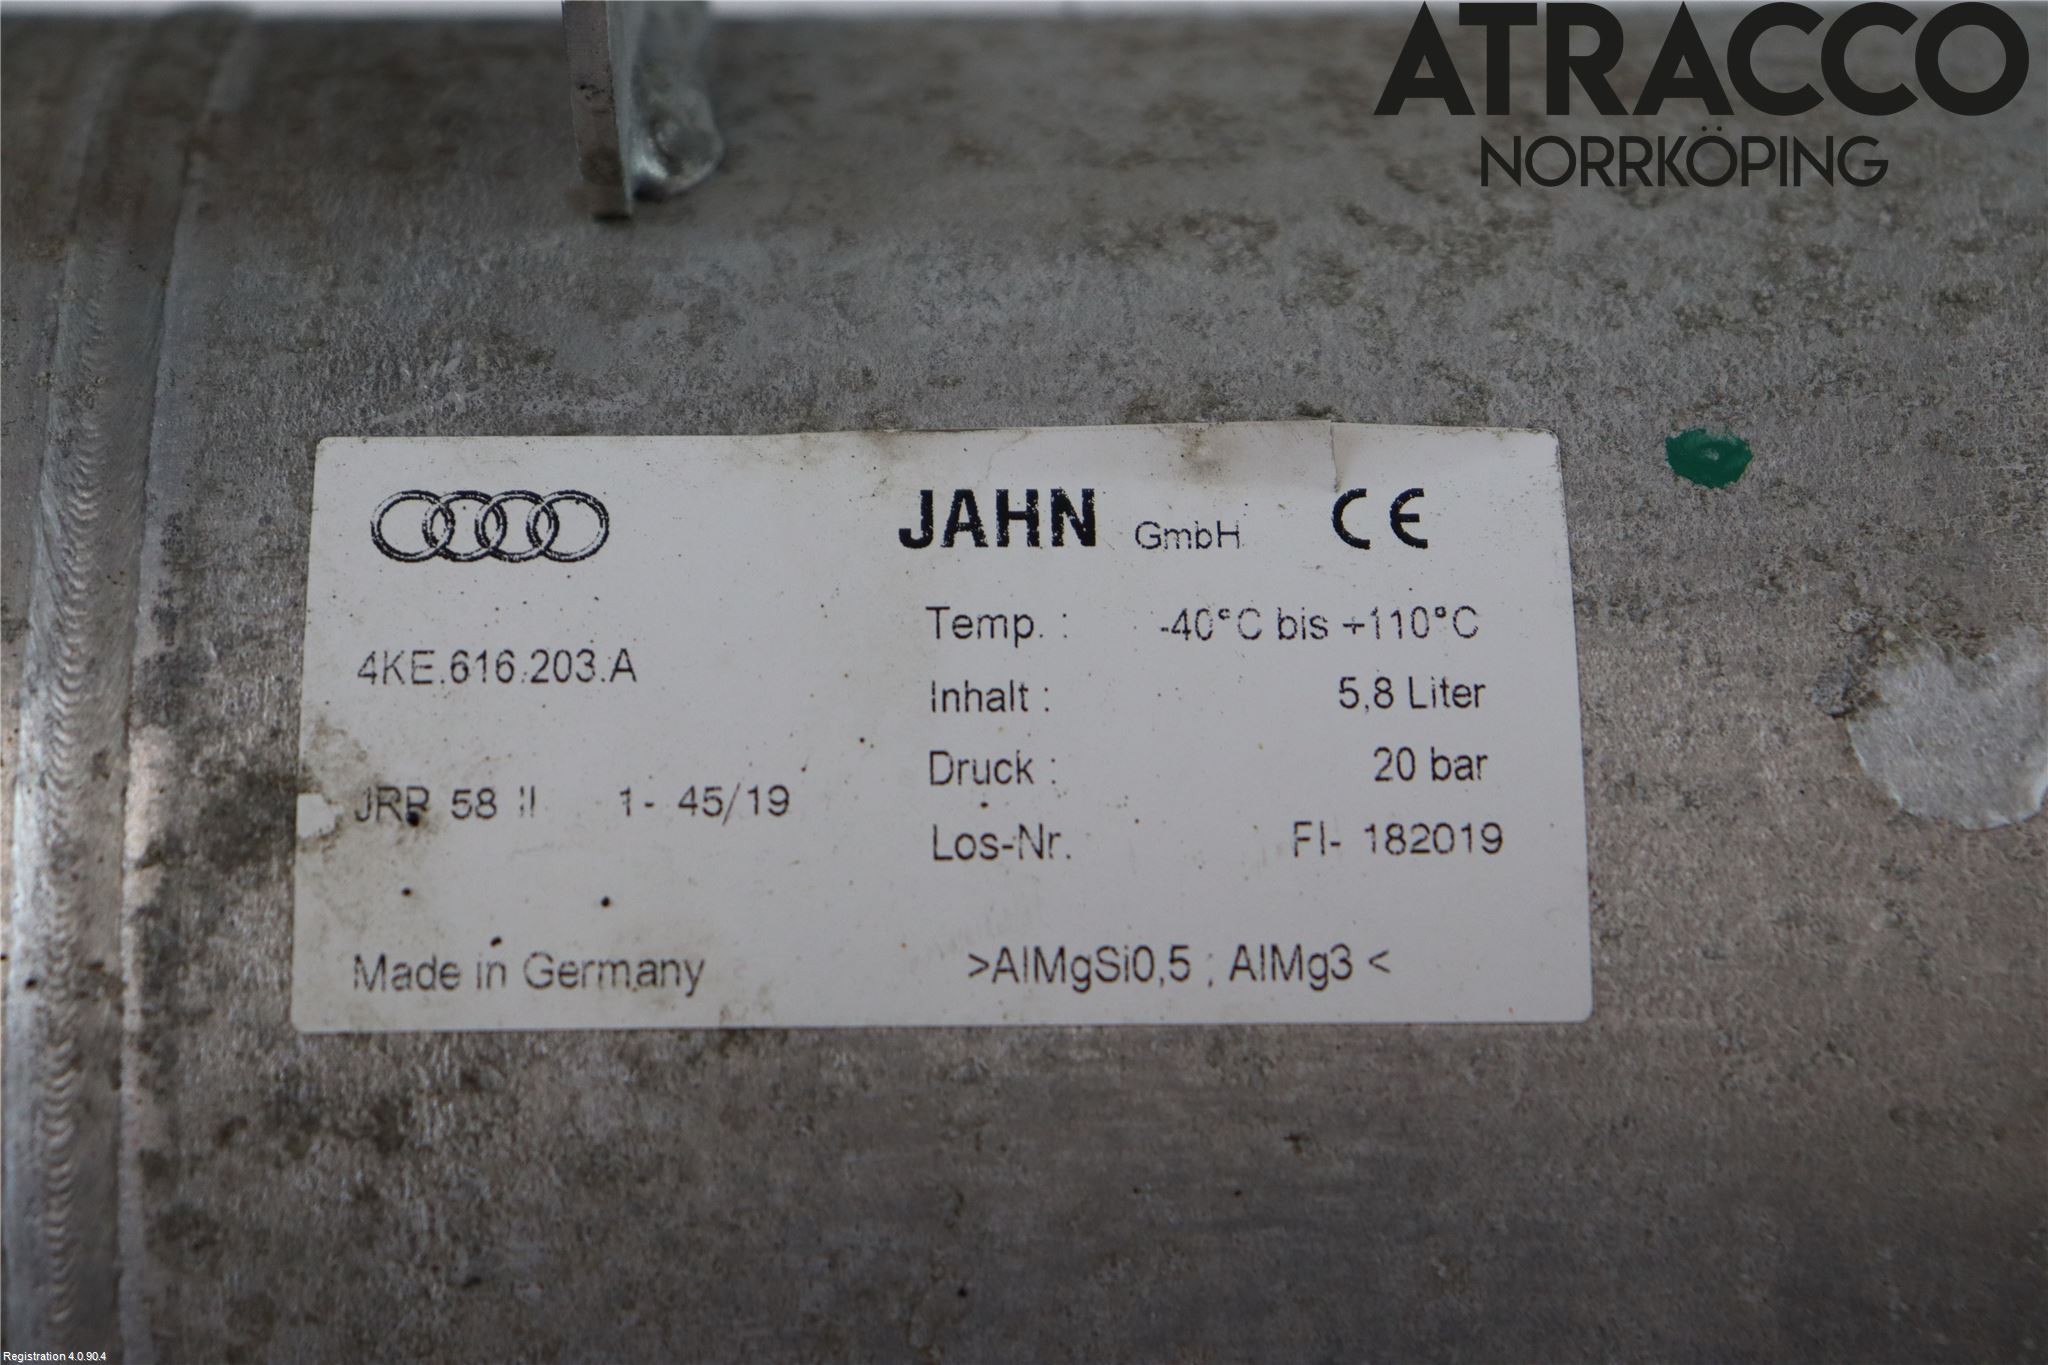 ATRACCO
NORRKÖPING
JAHN GmbH CE
4KE.616.203.A
Temp. : -40°C bis +110°C
Inhalt : 5,8 Liter
Druck : 20 bar
JRR 58 II 1- 45/19
Los-Nr. FI- 182019
Made in Germany
>AlMgSi0,5 ; AlMg3 <
Registration 4.0.90.4